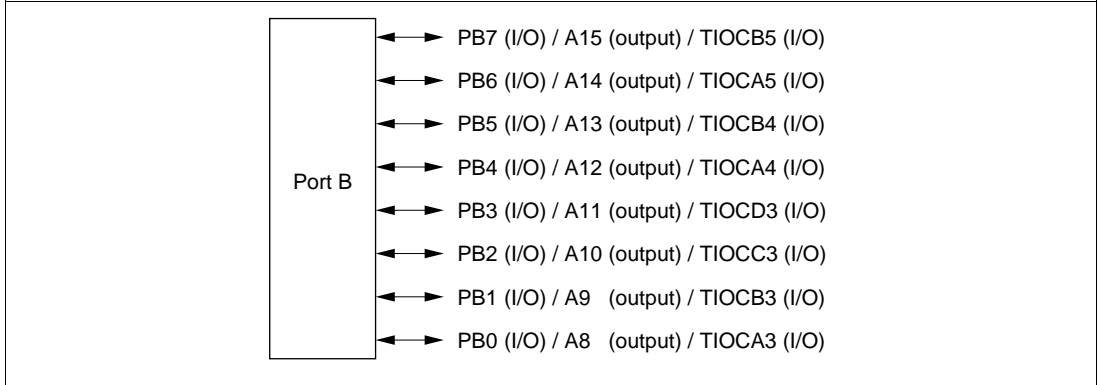 PB7 (I/O) / A15 (output) / TIOCB5 (I/O)
PB6 (I/O) / A14 (output) / TIOCA5 (I/O)
PB5 (I/O) / A13 (output) / TIOCB4 (I/O)
PB4 (I/O) / A12 (output) / TIOCA4 (I/O)
Port B
PB3 (I/O) / A11 (output) / TIOCD3 (I/O)
PB2 (I/O) / A10 (output) / TIOCC3 (I/O)
PB1 (I/O) / A9 (output) / TIOCB3 (I/O)
PB0 (I/O) / A8 (output) / TIOCA3 (I/O)